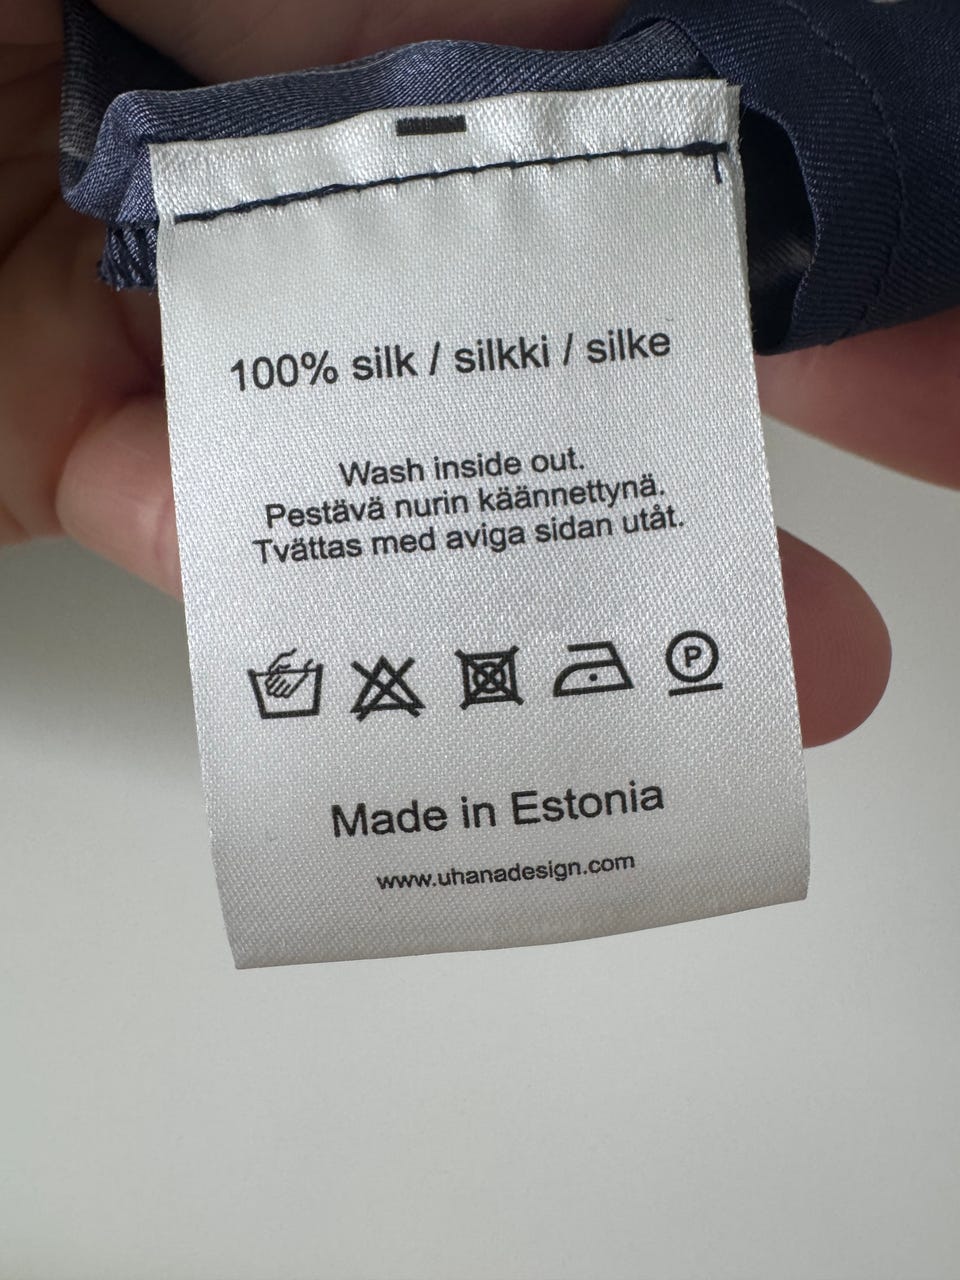 100% silk / silkki / silke
Wash inside out.
Pestävä nurin käännettynä.
Tvättas med aviga sidan utåt.
P
Made in Estonia
www.uhanadesign.com